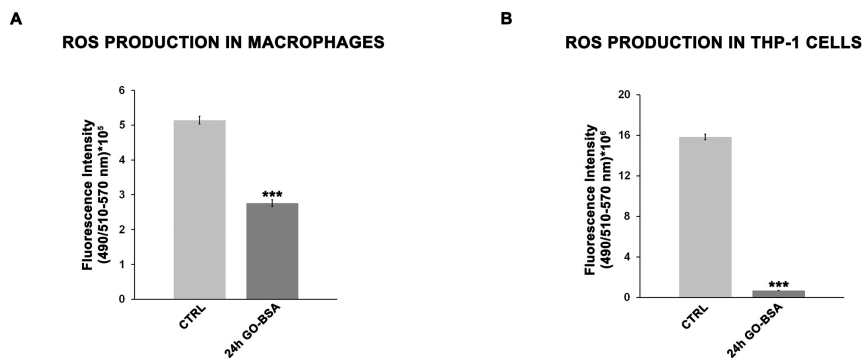 A
ROS PRODUCTION IN MACROPHAGES
Fluorescence Intensity
(490/510-570 nm)*10⁵
6
5
4
3
2
1
0
***
CTRL
24h GO-BSA
B
ROS PRODUCTION IN THP-1 CELLS
Fluorescence Intensity
(490/510-570 nm)*10⁶
20
16
12
8
4
0
***
CTRL
24h GO-BSA